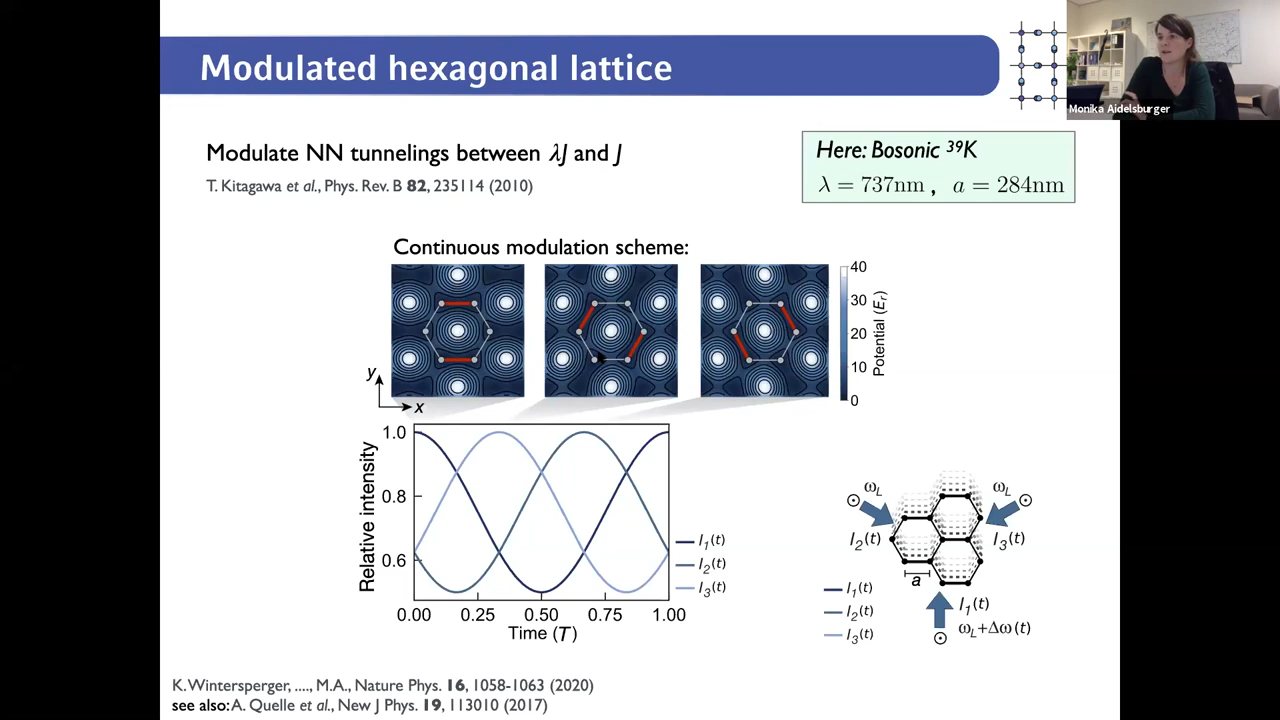 Modulated hexagonal lattice
Monika Aidelsburger
Modulate NN tunnelings between λJ and J
T. Kitagawa et al., Phys. Rev. B 82, 235114 (2010)
Here: Bosonic ³⁹K
λ = 737nm , a = 284nm
Continuous modulation scheme:
40
30
20
10
0
Potential (Eᵣ)
y
x
1.0
0.8
0.6
Relative intensity
0.00 0.25 0.50 0.75 1.00
Time (T)
I₁(t)
I₂(t)
I₃(t)
ω_L
ω_L
I₂(t)
I₃(t)
a
I₁(t)
ω_L+Δω(t)
I₁(t)
I₂(t)
I₃(t)
K. Wintersperger, ...., M.A., Nature Phys. 16, 1058-1063 (2020)
see also: A. Quelle et al., New J Phys. 19, 113010 (2017)